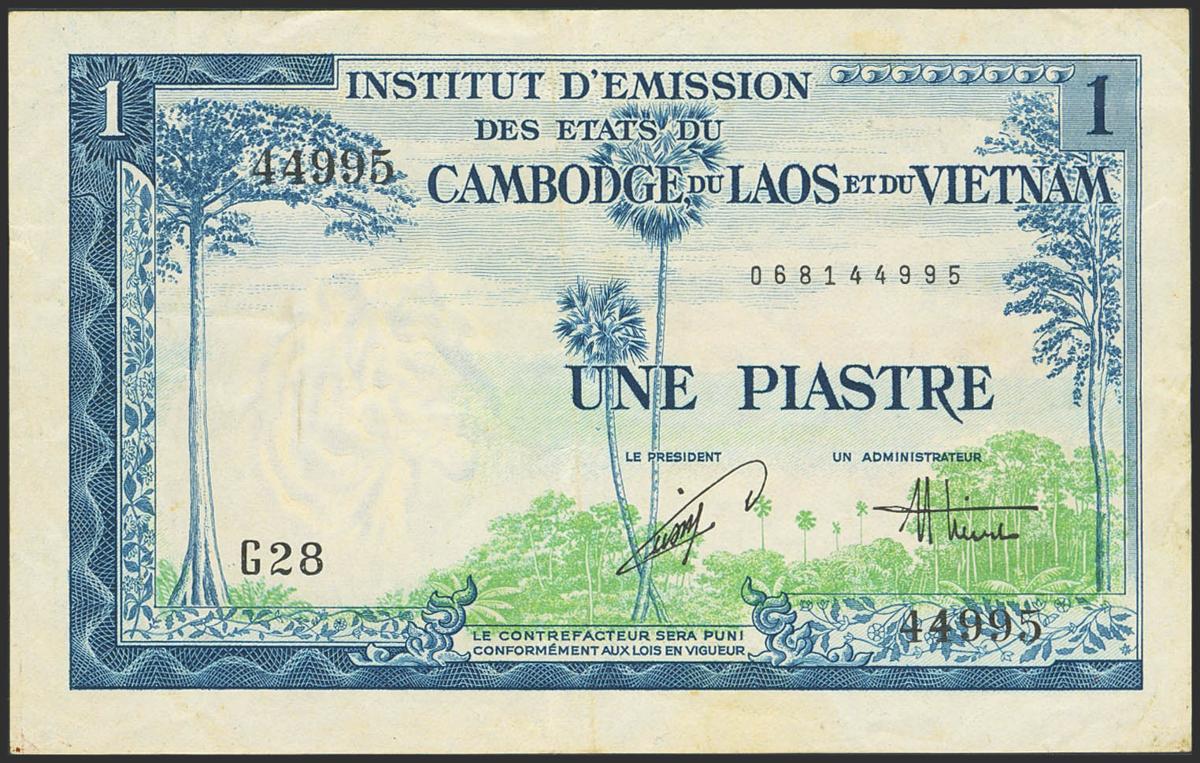 1
INSTITUT D'EMISSION
1
DES ETATS DU
44995
CAMBODGE, DU LAOS ET DU VIETNAM
068144995
UNE PIASTRE
LE PRESIDENT
UN ADMINISTRATEUR
G28
44995
LE CONTREFACTEUR SERA PUNI
CONFORMÉMENT AUX LOIS EN VIGUEUR